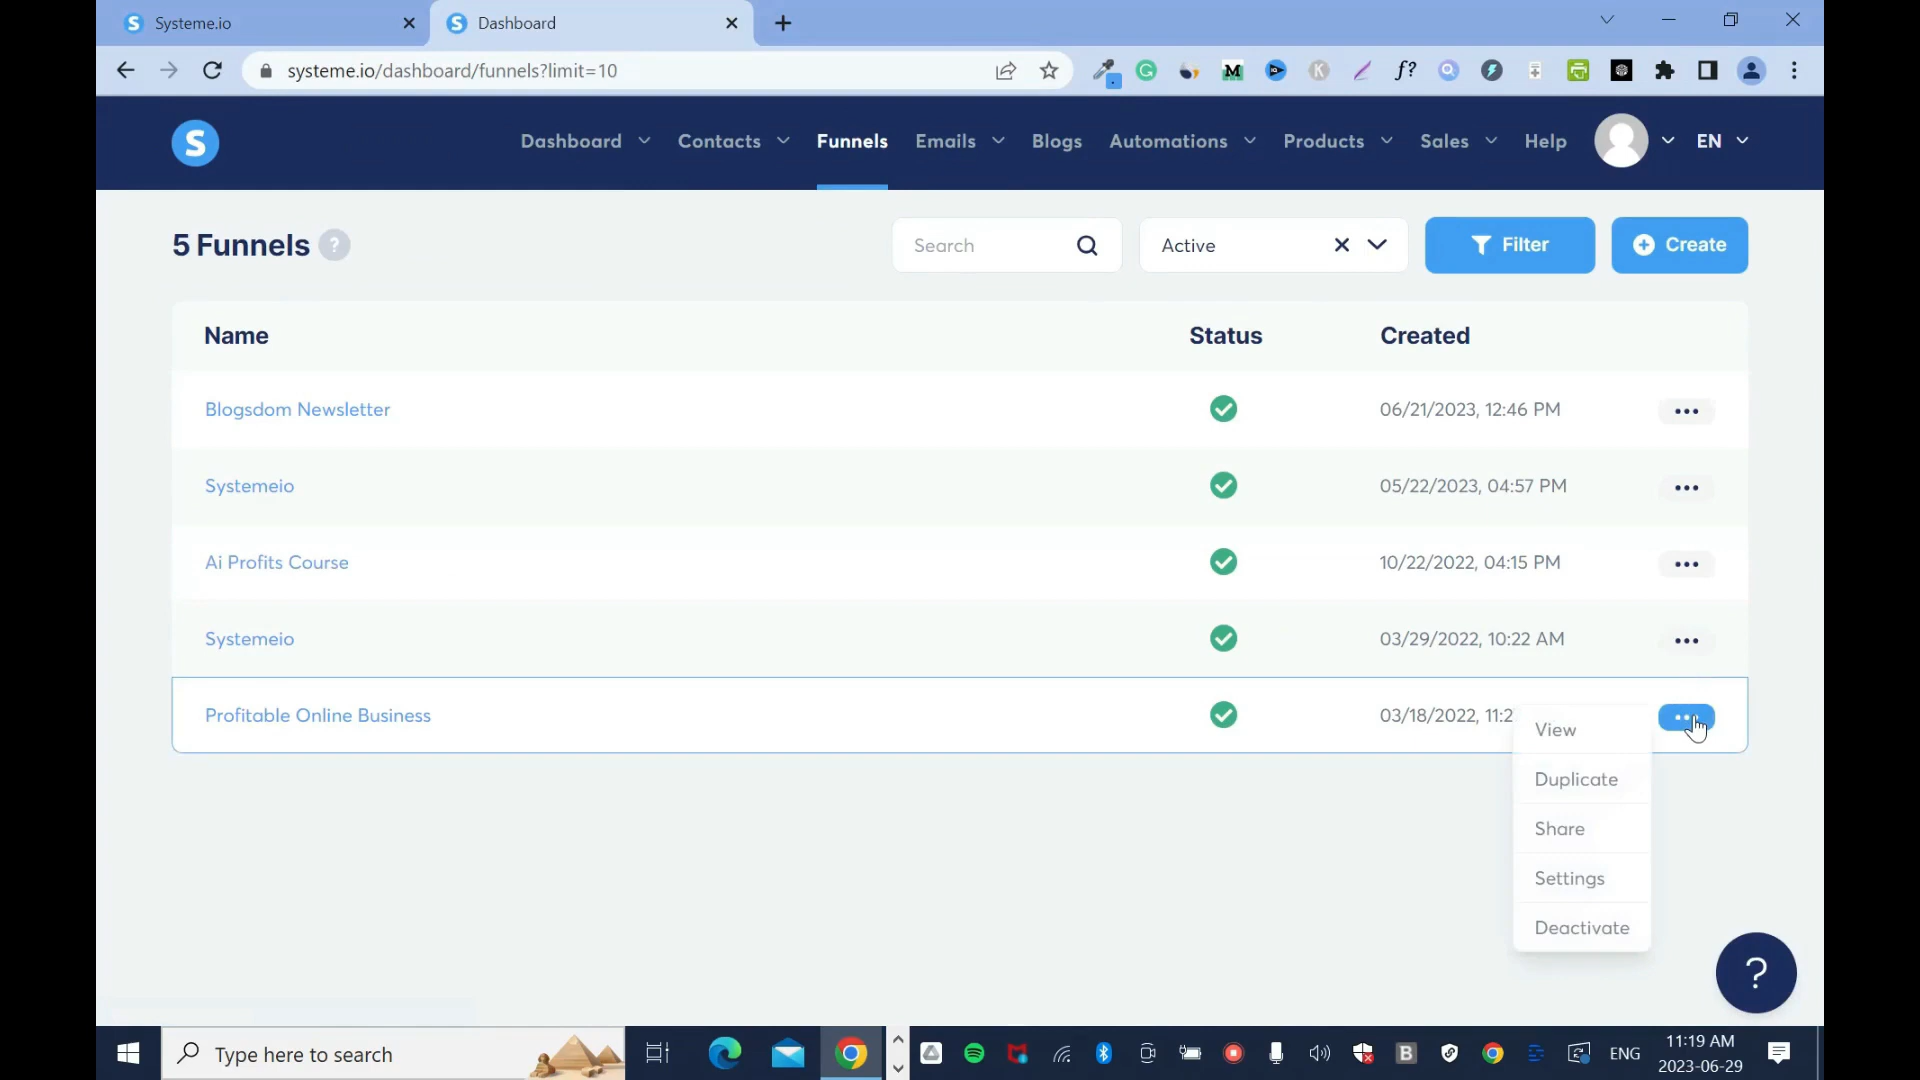 Systeme.io
Dashboard
systeme.io/dashboard/funnels?limit=10
Dashboard Contacts Funnels Emails Blogs Automations Products Sales Help EN
5 Funnels ?
Search
Active
Filter
Create
Name Status Created
Blogsdom Newsletter 06/21/2023, 12:46 PM
Systemeio 05/22/2023, 04:57 PM
Ai Profits Course 10/22/2022, 04:15 PM
Systemeio 03/29/2022, 10:22 AM
Profitable Online Business 03/18/2022, 11:2
View
Duplicate
Share
Settings
Deactivate
?
Type here to search
ENG
11:19 AM
2023-06-29